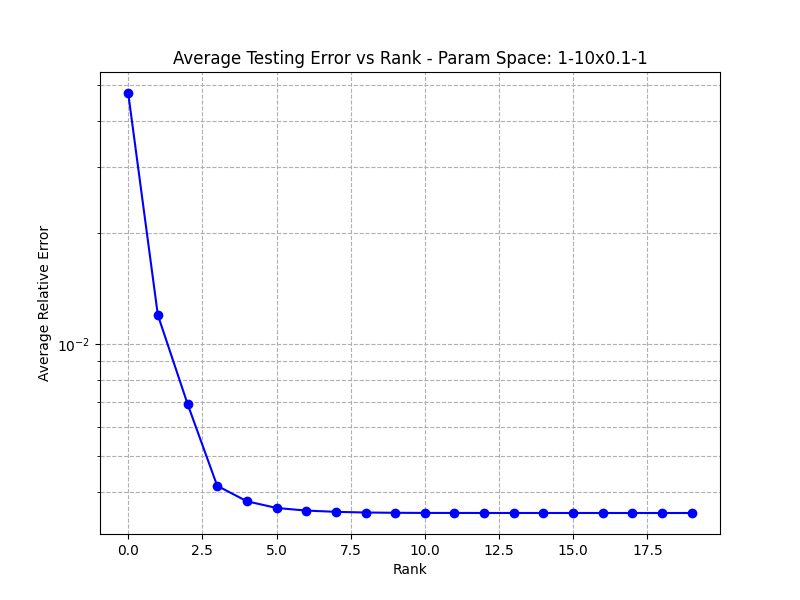 Average Testing Error vs Rank - Param Space: 1-10x0.1-1
Average Relative Error
10⁻²
0.0 2.5 5.0 7.5 10.0 12.5 15.0 17.5
Rank